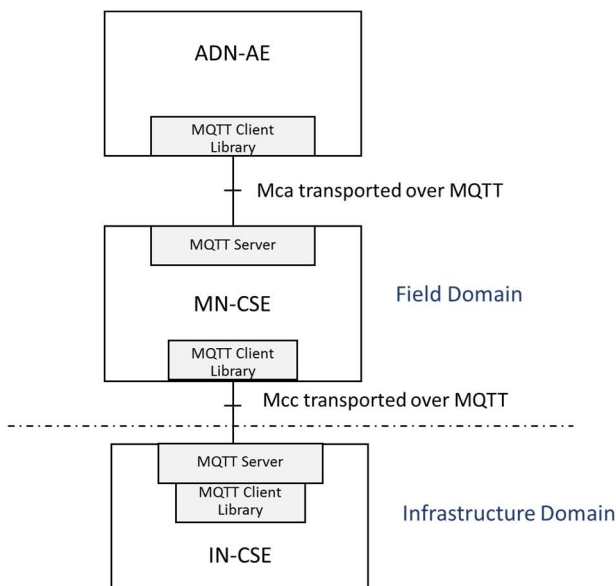 ADN-AE
MQTT Client
Library
Mca transported over MQTT
MQTT Server
MN-CSE
Field Domain
MQTT Client
Library
Mcc transported over MQTT
MQTT Server
MQTT Client
Library
Infrastructure Domain
IN-CSE